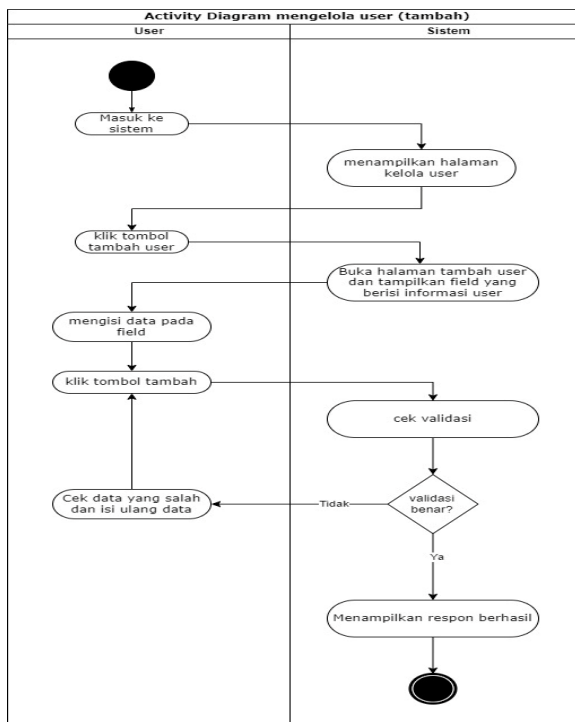 Activity Diagram mengelola user (tambah)
User
Sistem
Masuk ke
sistem
menampilkan halaman
kelola user
klik tombol
tambah user
Buka halaman tambah user
dan tampilkan field yang
berisi informasi user
mengisi data pada
field
klik tombol tambah
cek validasi
validasi
benar?
Tidak
Cek data yang salah
dan isi ulang data
Ya
Menampilkan respon berhasil